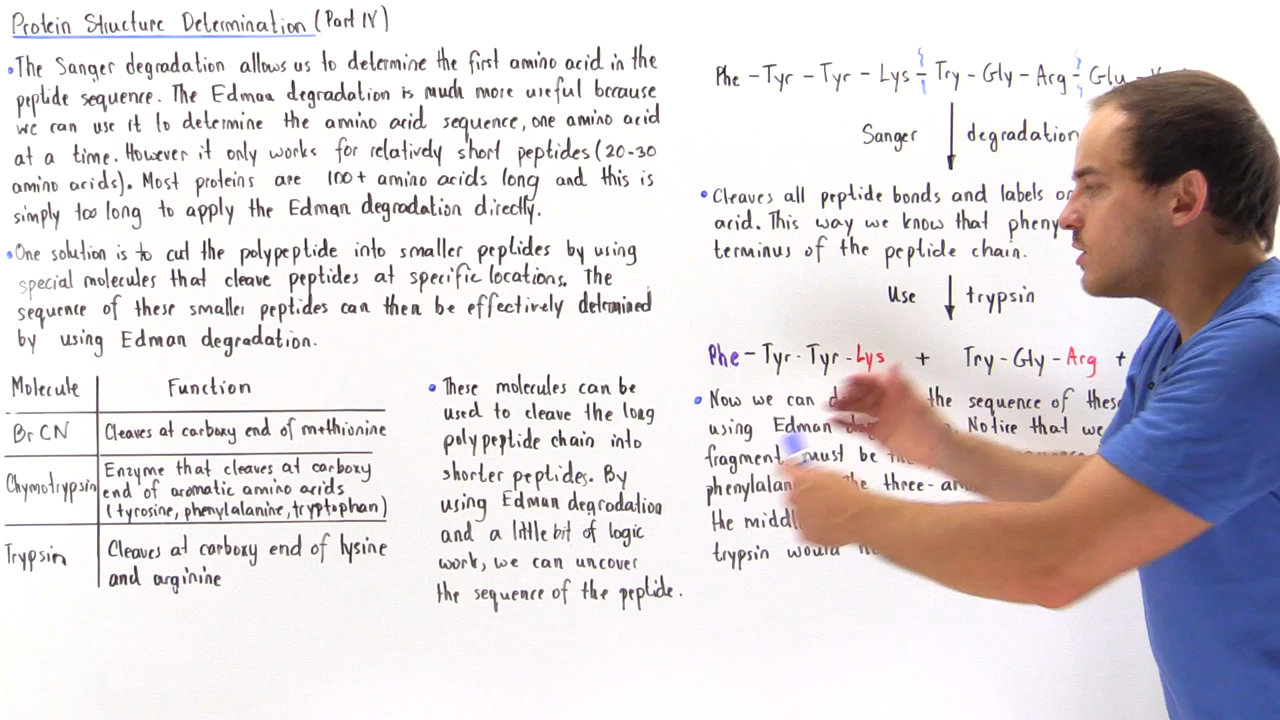 Protein Structure Determination (Part IV)
•The Sanger degradation allows us to determine the first amino acid in the
peptide sequence. The Edman degradation is much more useful because
we can use it to determine the amino acid sequence, one amino acid
at a time. However it only works for relatively short peptides (20-30
amino acids). Most proteins are 100+ amino acids long and this is
simply too long to apply the Edman degradation directly.
•One solution is to cut the polypeptide into smaller peptides by using
special molecules that cleave peptides at specific locations. The
sequence of these smaller peptides can then be effectively determined
by using Edman degradation.
Molecule Function
BrCN Cleaves at carboxy end of methionine
Chymotrypsin Enzyme that cleaves at carboxy
end of aromatic amino acids
(tyrosine, phenylalanine, tryptophan)
Trypsin Cleaves at carboxy end of lysine
and arginine
• These molecules can be
used to cleave the long
polypeptide chain into
shorter peptides. By
using Edman degradation
and a little bit of logic
work, we can uncover
the sequence of the peptide.
Phe - Tyr - Tyr - Lys - Try - Gly - Arg - Glu -
Sanger degradation
• Cleaves all peptide bonds and labels
acid. This way we know that
terminus of the peptide chain.
Use trypsin
Phe - Tyr - Tyr - Lys + Try - Gly - Arg +
• Now we can the sequence of
using Edman Notice that
fragment must be
the
the
trypsin would